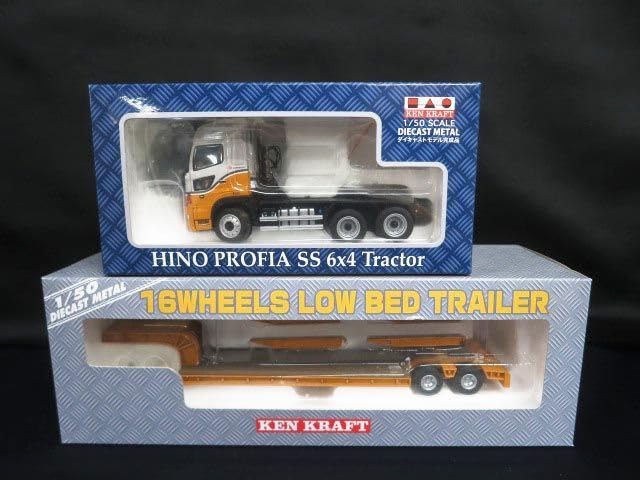 KEN KRAFT
1/50 SCALE
DIECAST METAL
ダイキャストモデル完成品
HINO PROFIA SS 6x4 Tractor
1/50
DIECAST METAL
16WHEELS LOW BED TRAILER
KEN KRAFT